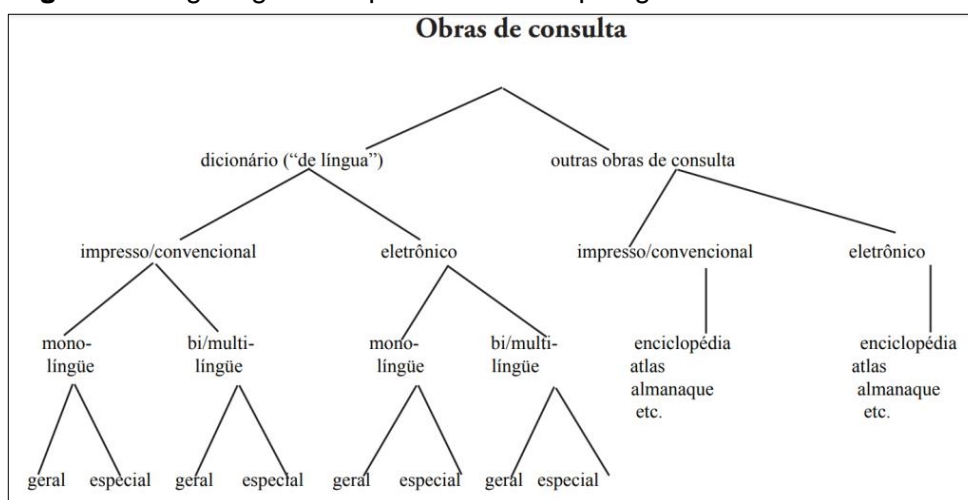 Obras de consulta
dicionário (“de língua”) outras obras de consulta
impresso/convencional eletrônico impresso/convencional eletrônico
mono- bi/multi- mono- bi/multi- enciclopédia enciclopédia
língüe língüe língüe língüe atlas atlas
almanaque almanaque
etc. etc.
geral especial geral especial geral especial geral especial